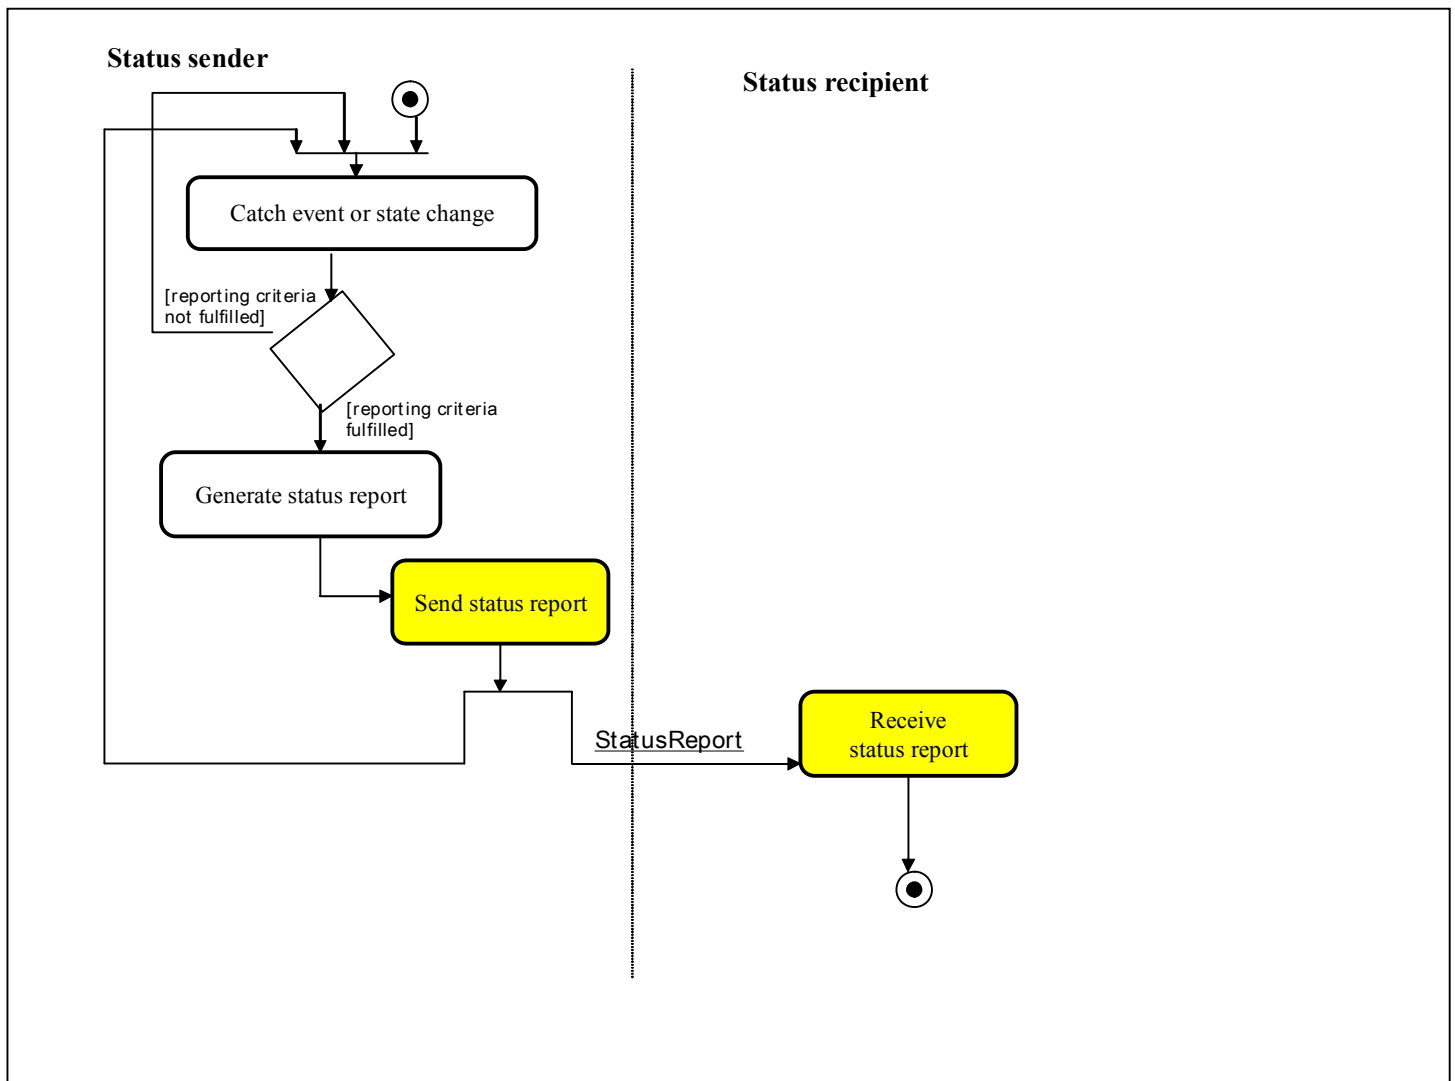 Status sender
Status recipient
Catch event or state change
[reporting criteria
not fulfilled]
[reporting criteria
fulfilled]
Generate status report
Send status report
StatusReport
Receive
status report